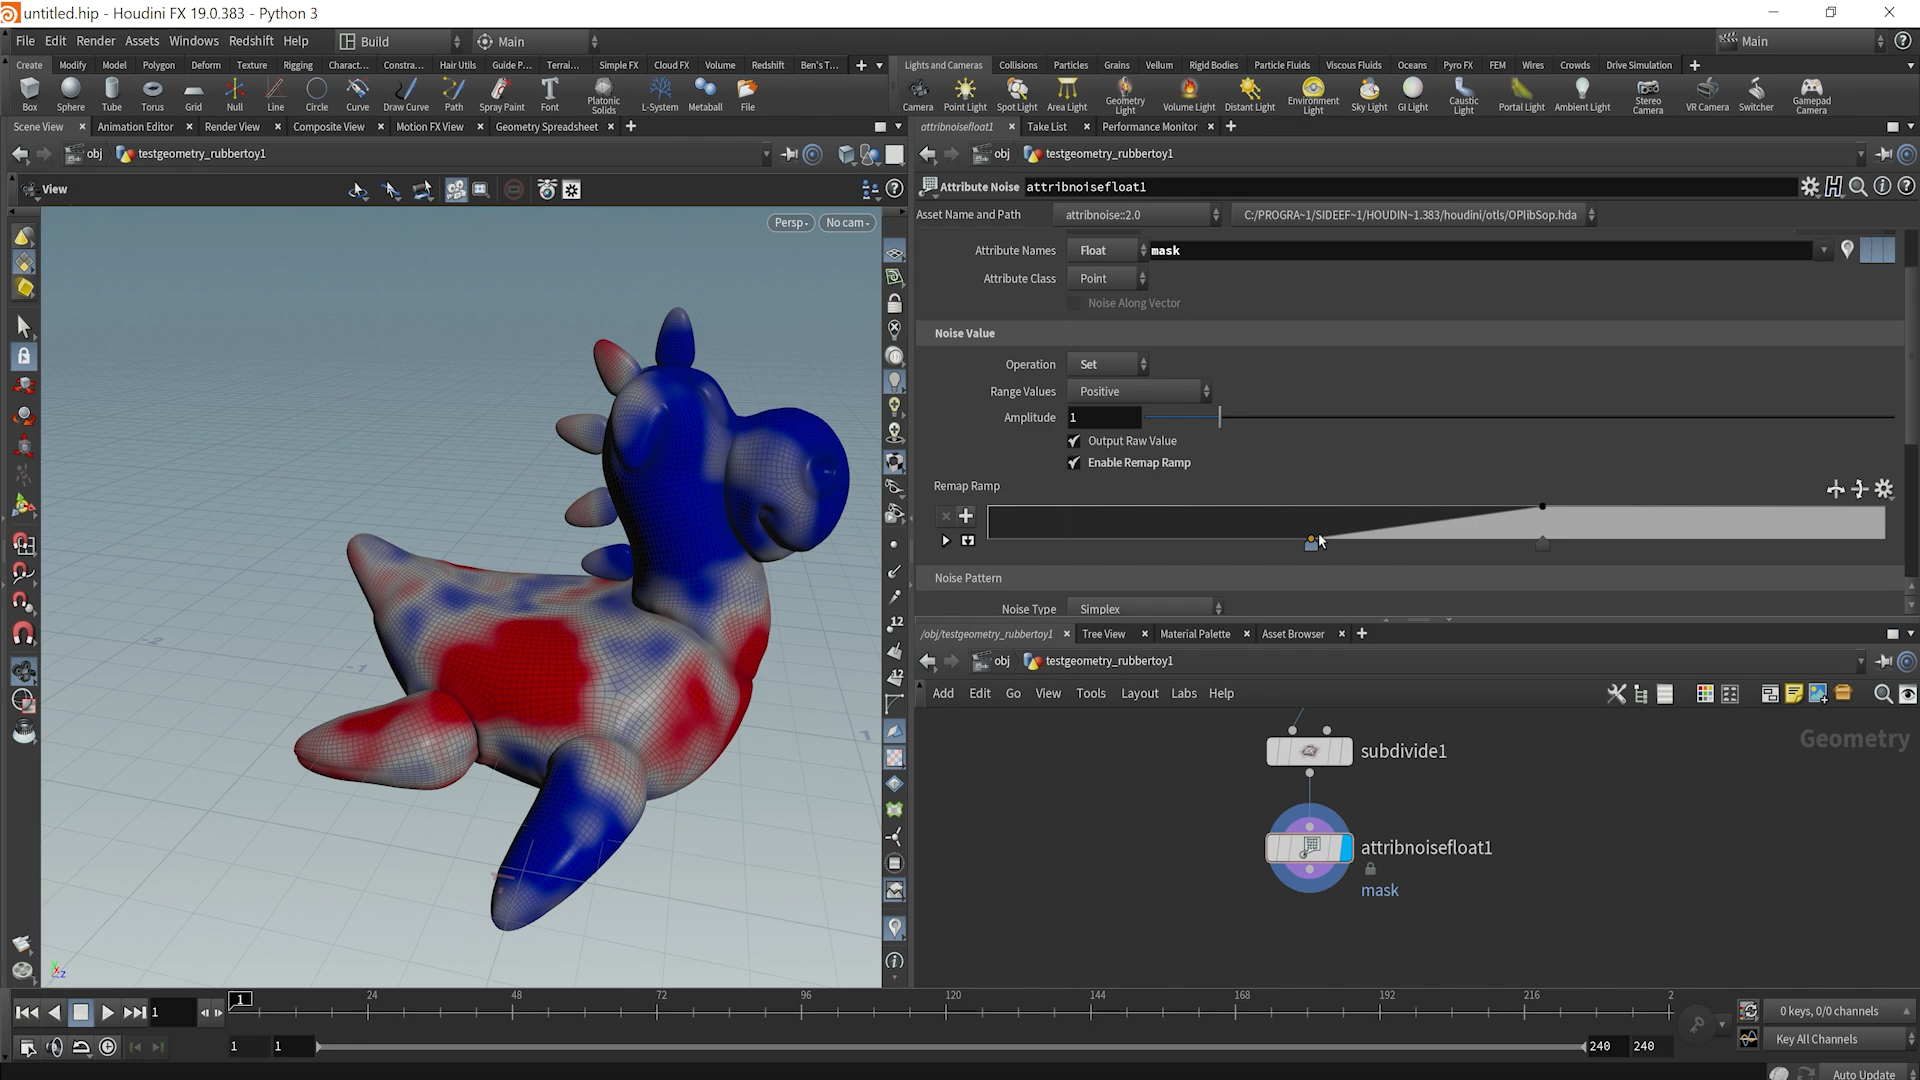 untitled.hip - Houdini FX 19.0.383 - Python 3
File Edit Render Assets Windows Redshift Help Build Main Main
Create Modify Model Polygon Deform Texture Rigging Charact... Constra... Hair Utils Guide P... Terrai... Simple FX Cloud FX Volume Redshift Ben's T...
Lights and Cameras Collisions Particles Grains Vellum Rigid Bodies Particle Fluids Viscous Fluids Oceans Pyro FX FEM Wires Crowds Drive Simulation
Box Sphere Tube Torus Grid Null Line Circle Curve Draw Curve Path Spray Paint Font Platonic Solids L-System Metaball File
Camera Point Light Spot Light Area Light Geometry Light Volume Light Distant Light Environment Light Sky Light GI Light Caustic Light Portal Light Ambient Light Stereo Camera VR Camera Switcher Gamepad Camera
Scene View Animation Editor Render View Composite View Motion FX View Geometry Spreadsheet
obj testgeometry_rubbertoy1
View
Persp No cam
-2
-1
1
12
12
attribnoisefloat1 Take List Performance Monitor
obj testgeometry_rubbertoy1
Attribute Noise attribnoisefloat1
Asset Name and Path attribnoise::2.0 C:/PROGRA~1/SIDEEF~1/HOUDIN~1.383/houdini/otls/OPlibSop.hda
Attribute Names Float mask
Attribute Class Point
Noise Along Vector
Noise Value
Operation Set
Range Values Positive
Amplitude 1
Output Raw Value
Enable Remap Ramp
Remap Ramp
Noise Pattern
Noise Type Simplex
/obj/testgeometry_rubbertoy1 Tree View Material Palette Asset Browser
obj testgeometry_rubbertoy1
Add Edit Go View Tools Layout Labs Help
Geometry
subdivide1
attribnoisefloat1
mask
1 1 24 48 72 96 120 144 168 192 216 2
0 keys, 0/0 channels
1 1 240 240
Key All Channels
Auto Update